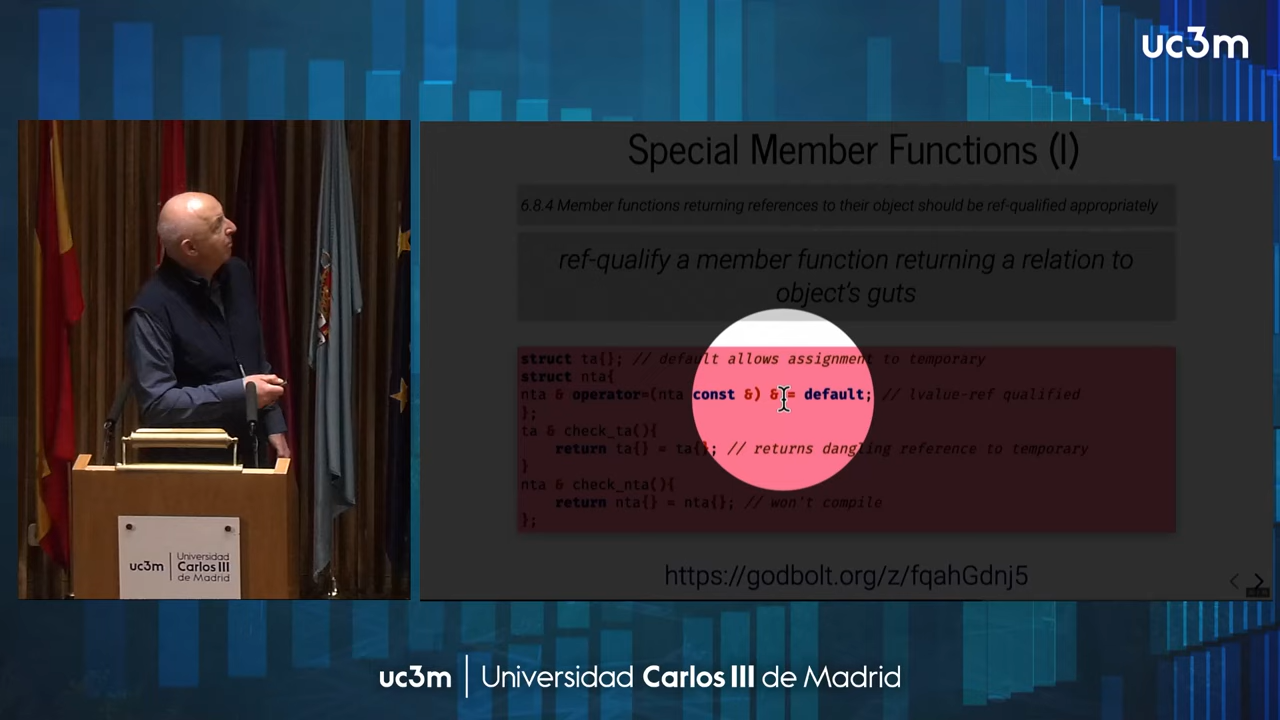 uc3m
Special Member Functions (I)
6.8.4 Member functions returning references to their object should be ref-qualified appropriately
ref-qualify a member function returning a relation to
object's guts
struct ta{}; // default allows assignment to temporary
struct nta{
nta & operator=(nta const &) & = default; // lvalue-ref qualified
};
ta & check_ta(){
return ta{} = ta{}; // returns dangling reference to temporary
}
nta & check_nta(){
return nta{} = nta{}; // won't compile
};
https://godbolt.org/z/fqahGdnj5
uc3m
Universidad
Carlos III
de Madrid
uc3m Universidad Carlos III de Madrid